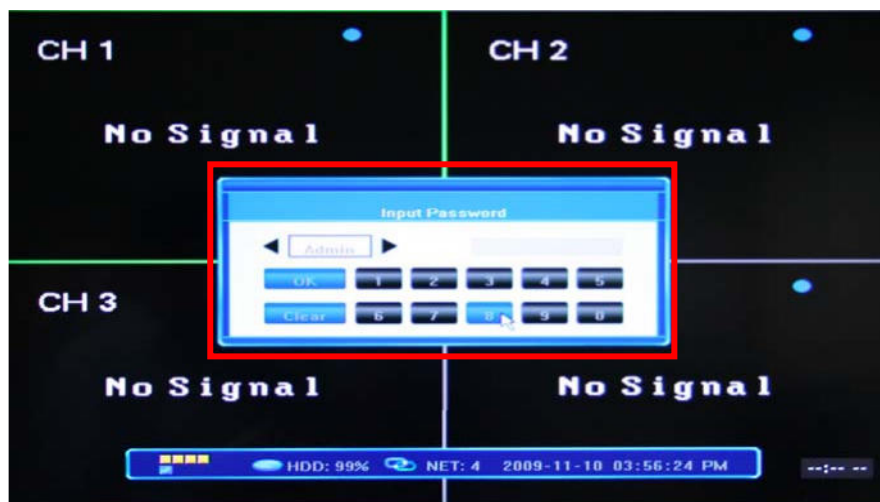 CH 1
CH 2
No Signal
No Signal
Input Password
Admin
OK 1 2 3 4 5
Clear 6 7 8 9 0
CH 3
No Signal
No Signal
HDD: 99% NET: 4 2009-11-10 03:56:24 PM
--:-- --